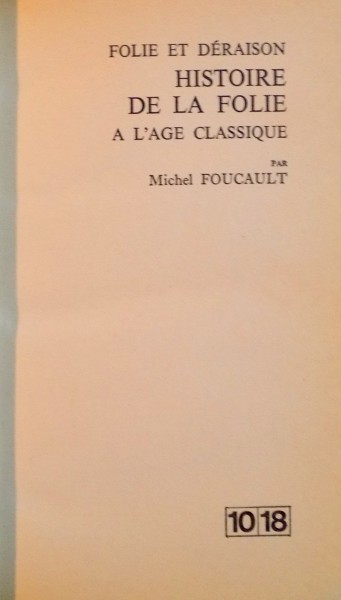 FOLIE ET DÉRAISON
HISTOIRE
DE LA FOLIE
A L'AGE CLASSIQUE
PAR
Michel FOUCAULT
10 18